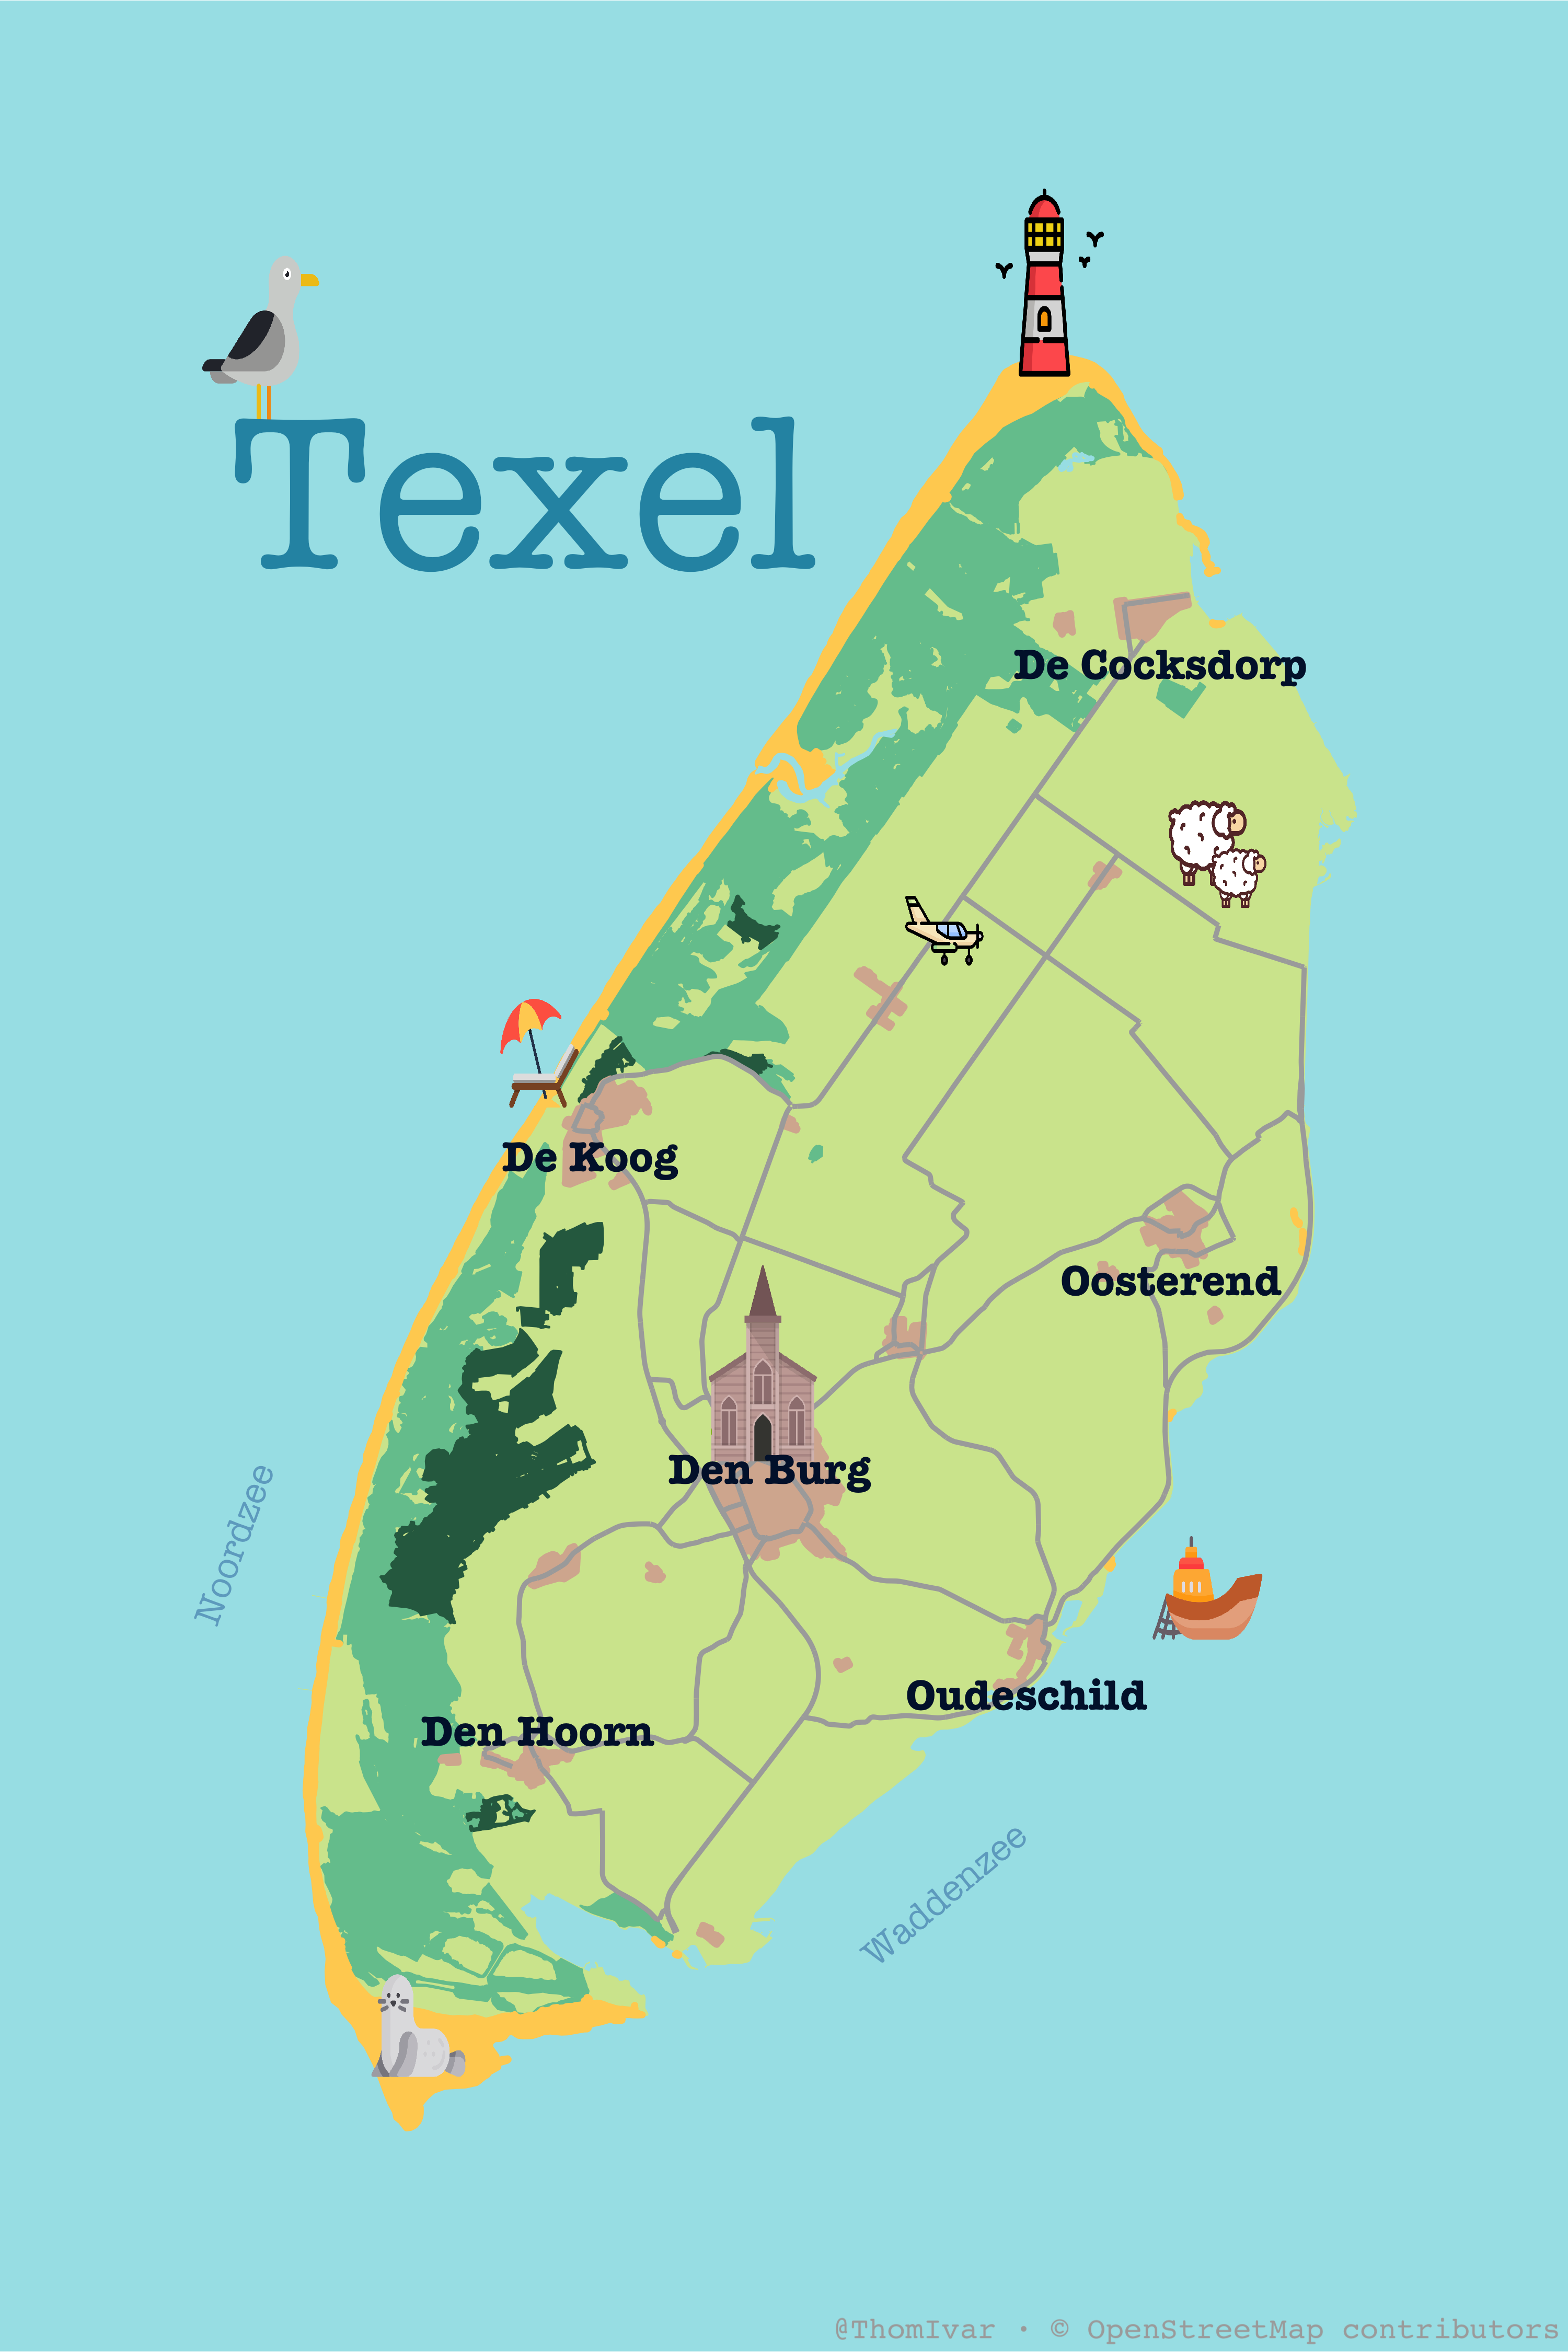 Texel
De Cocksdorp
De Koog
Oosterend
Den Burg
Noordzee
Oudeschild
Den Hoorn
Waddenzee
@ThomIvar • © OpenStreetMap contributors